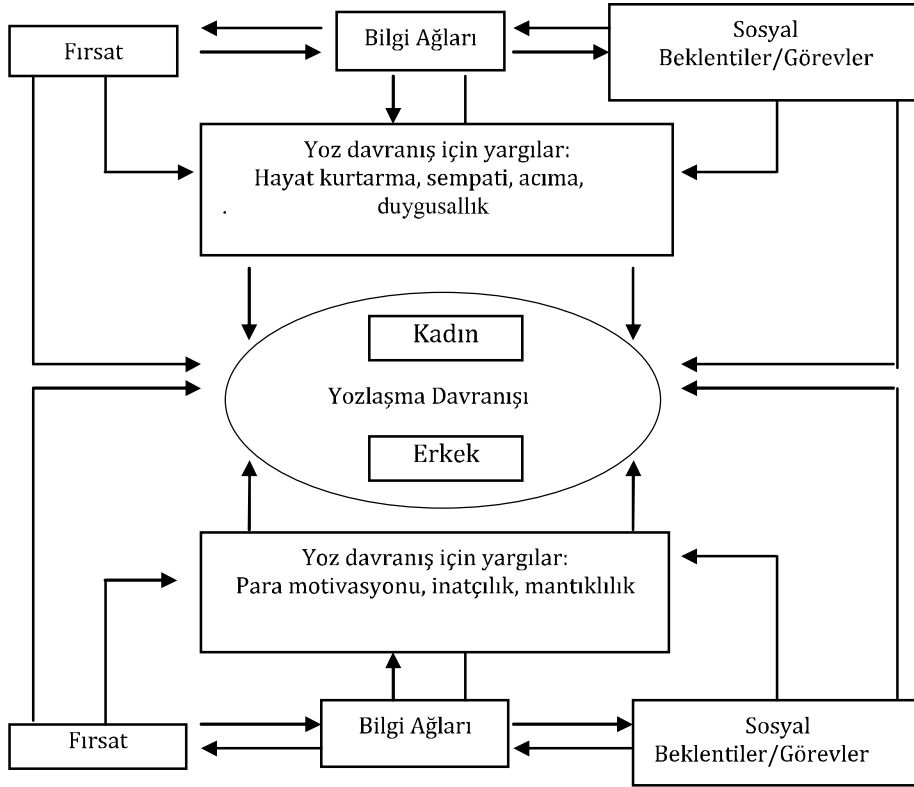 Fırsat
Bilgi Ağları
Sosyal
Beklentiler/Görevler
Yoz davranış için yargılar:
Hayat kurtarma, sempati, acıma,
duygusallık
.
Kadın
Yozlaşma Davranışı
Erkek
Yoz davranış için yargılar:
Para motivasyonu, inatçılık, mantıklılık
Fırsat
Bilgi Ağları
Sosyal
Beklentiler/Görevler